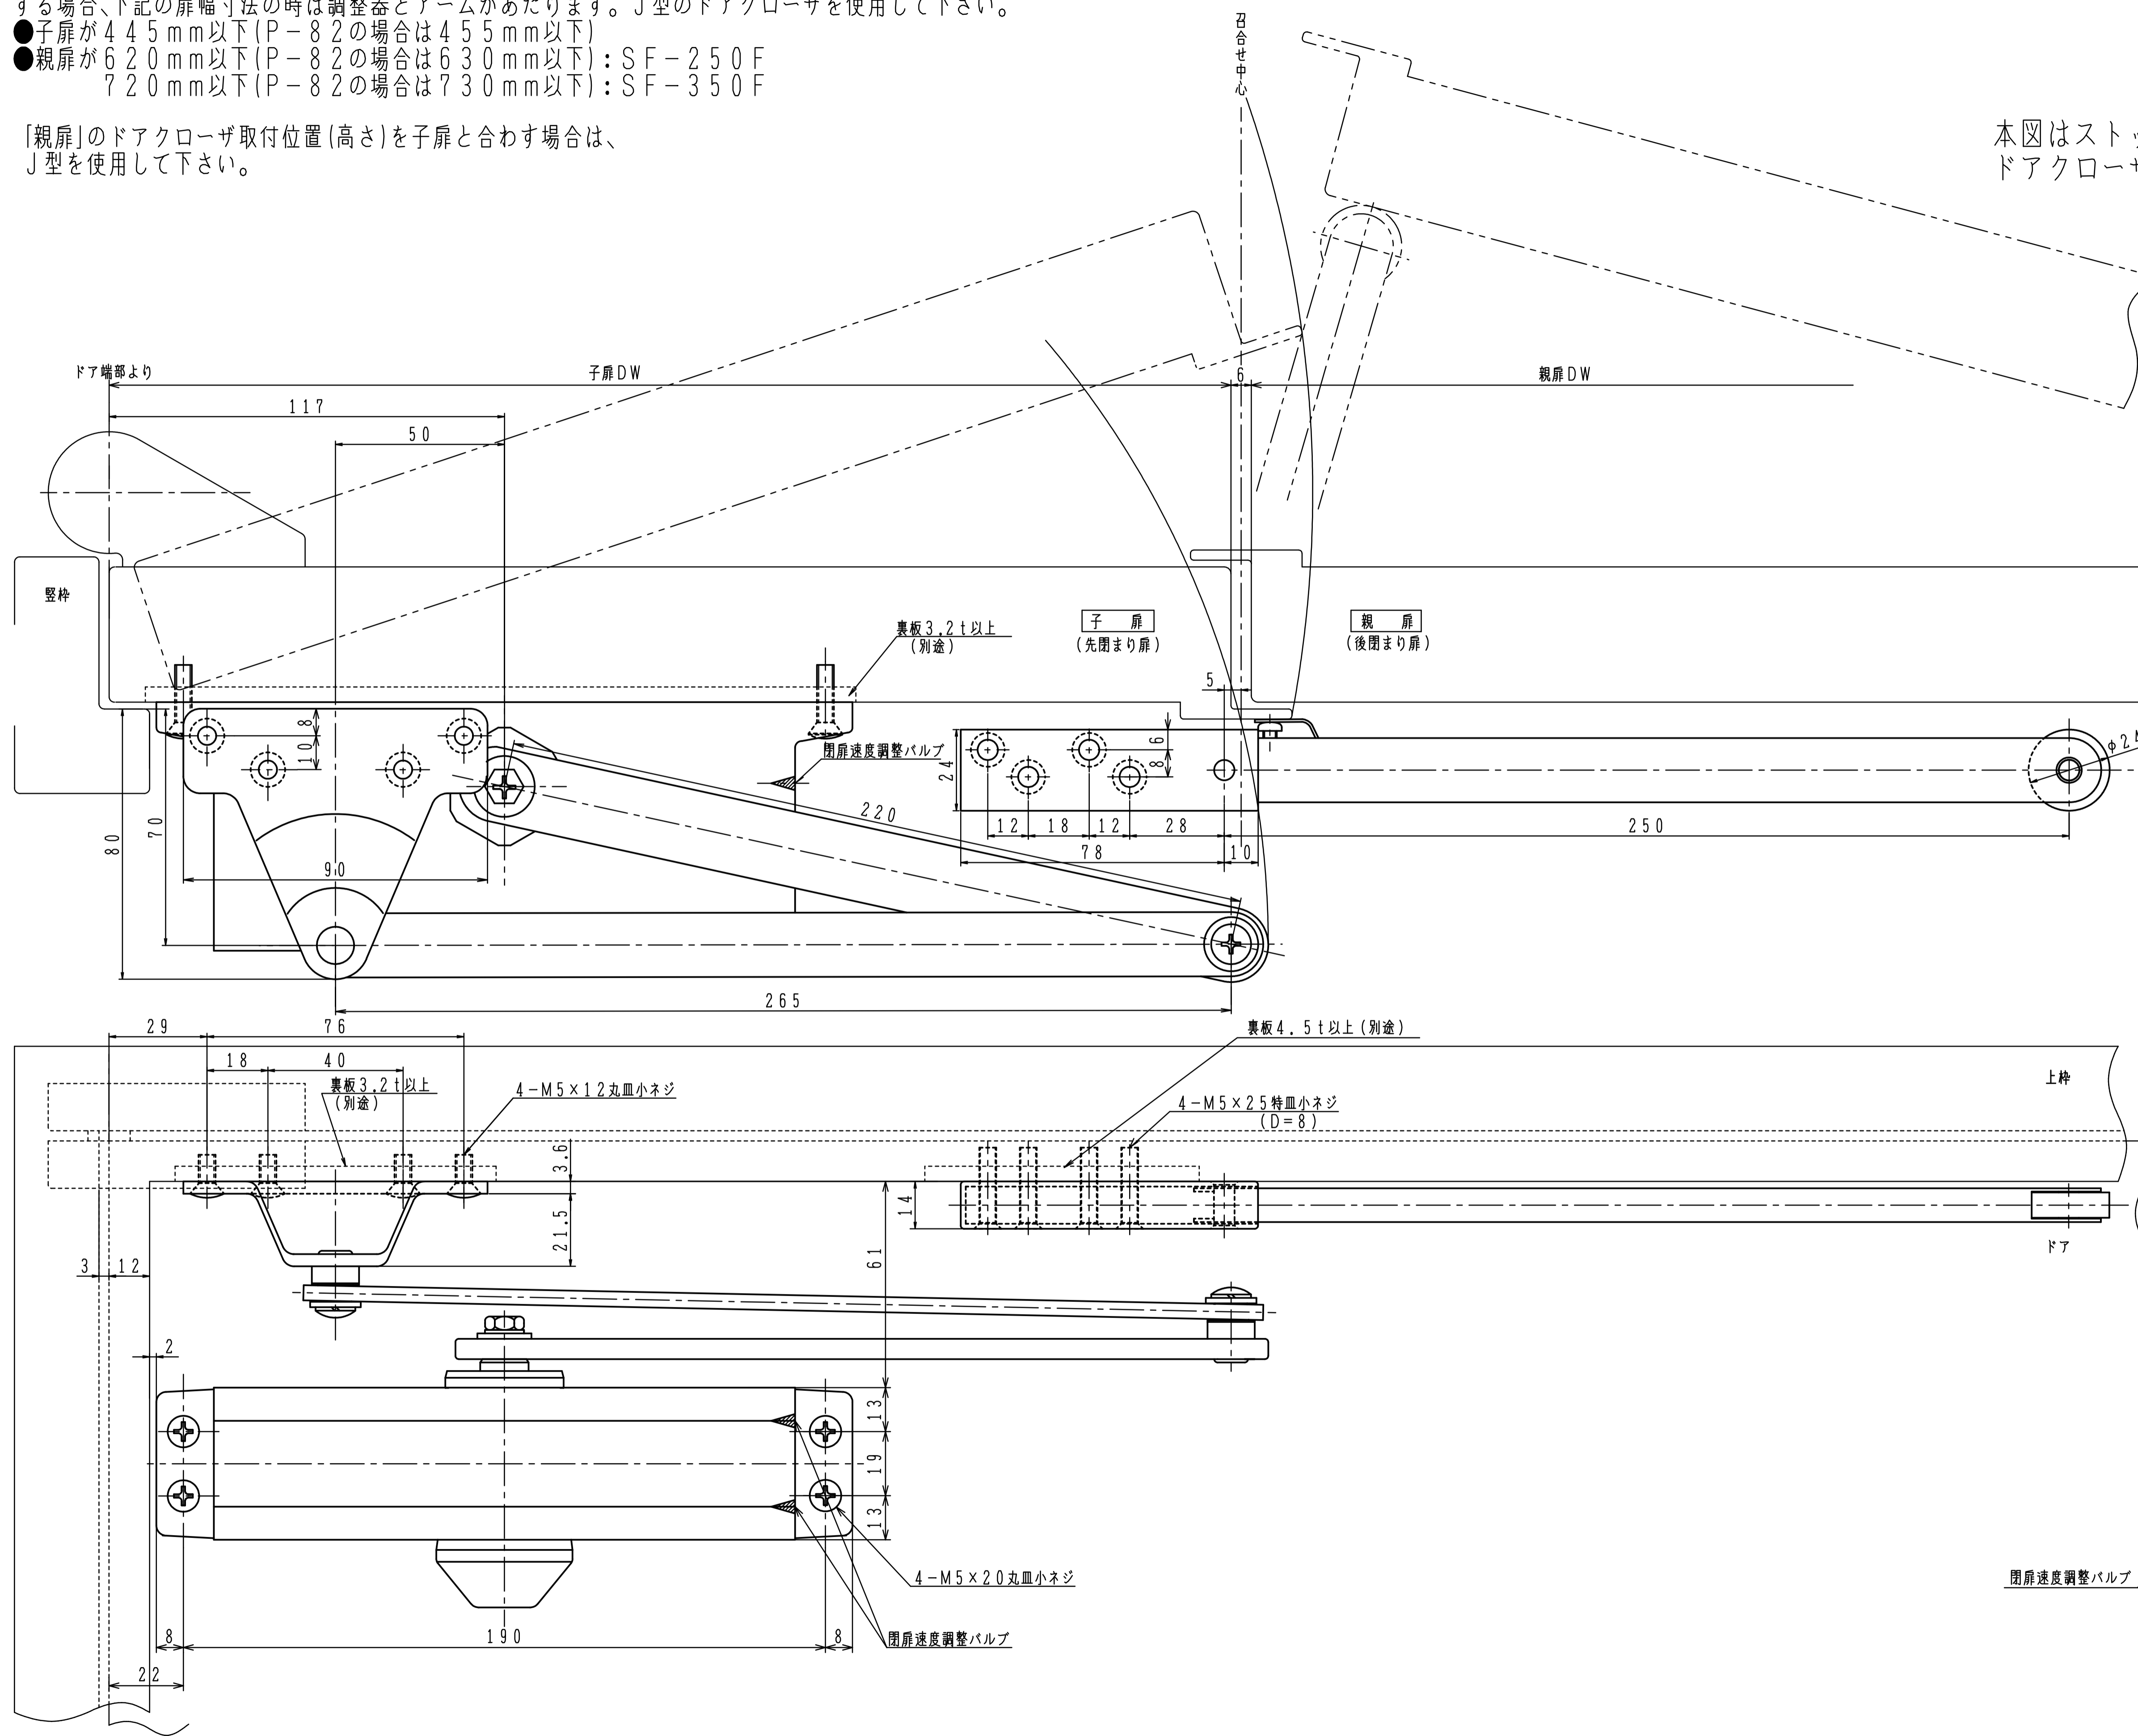 する場合、下記の扉幅寸法の時は調整器とアームがあたります。J型のドアクローザを使用して下さい。
●子扉が445mm以下(P-82の場合は455mm以下)
●親扉が620mm以下(P-82の場合は630mm以下):SF-250F
720mm以下(P-82の場合は730mm以下):SF-350F
「親扉」のドアクローザ取付位置(高さ)を子扉と合わす場合は、
J型を使用して下さい。
召合せ中心
本図はストッ
ドアクローザ
ドア端部より
子扉DW
6
親扉DW
117
50
竪枠
裏板3.2t以上
(別途)
子 扉
(先閉まり扉)
親 扉
(後閉まり扉)
5
8
10
閉扉速度調整バルブ
24
6
8
φ2
220
12
18
12
28
250
78
10
80
70
90
265
29
76
18
40
裏板3.2t以上
(別途)
4-M5×12丸皿小ネジ
裏板4.5t以上(別途)
4-M5×25特皿小ネジ
(D=8)
上枠
3.6
21.5
14
61
3
12
ドア
2
13
19
13
4-M5×20丸皿小ネジ
閉扉速度調整バルブ
閉扉速度調整バルブ
8
190
8
22